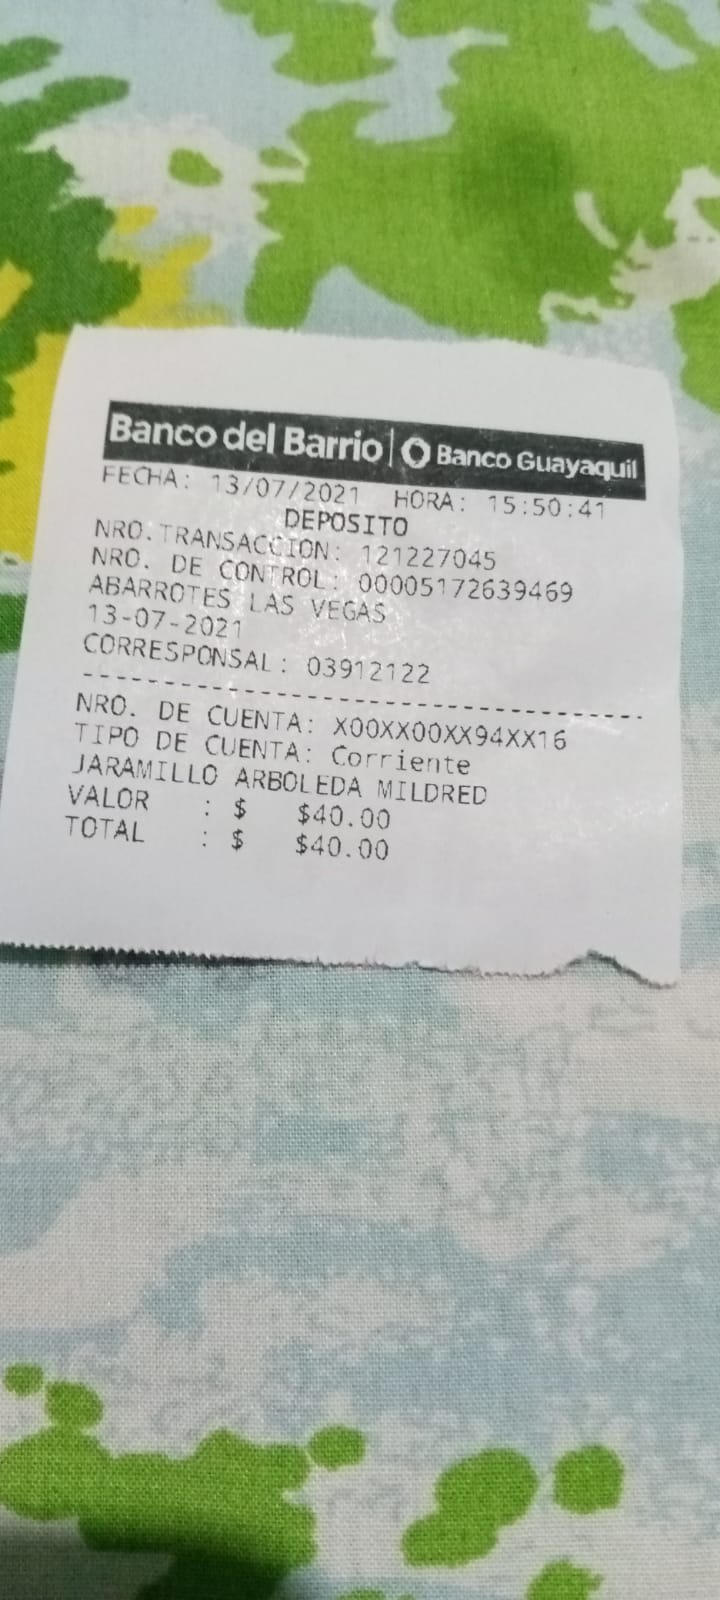 Banco del Barrio | Banco Guayaquil
FECHA: 13/07/2021 HORA: 15:50:41
DEPOSITO
NRO.TRANSACCION: 121227045
NRO. DE CONTROL: 00005172639469
ABARROTES LAS VEGAS
13-07-2021
CORRESPONSAL: 03912122
NRO. DE CUENTA: X00XX00XX94XX16
TIPO DE CUENTA: Corriente
JARAMILLO ARBOLEDA MILDRED
VALOR : $ $40.00
TOTAL : $ $40.00